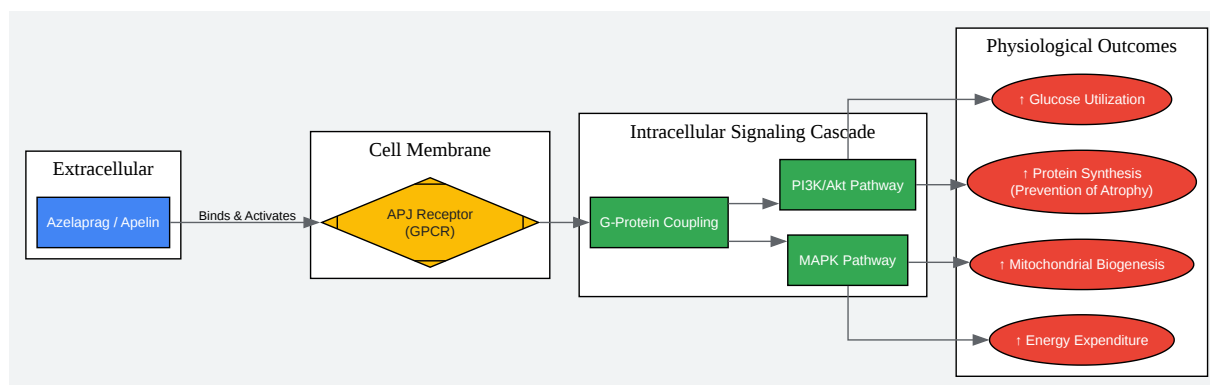 Extracellular
Azelaprag / Apelin
Binds & Activates
Cell Membrane
APJ Receptor
(GPCR)
Intracellular Signaling Cascade
G-Protein Coupling
PI3K/Akt Pathway
MAPK Pathway
Physiological Outcomes
↑ Glucose Utilization
↑ Protein Synthesis
(Prevention of Atrophy)
↑ Mitochondrial Biogenesis
↑ Energy Expenditure